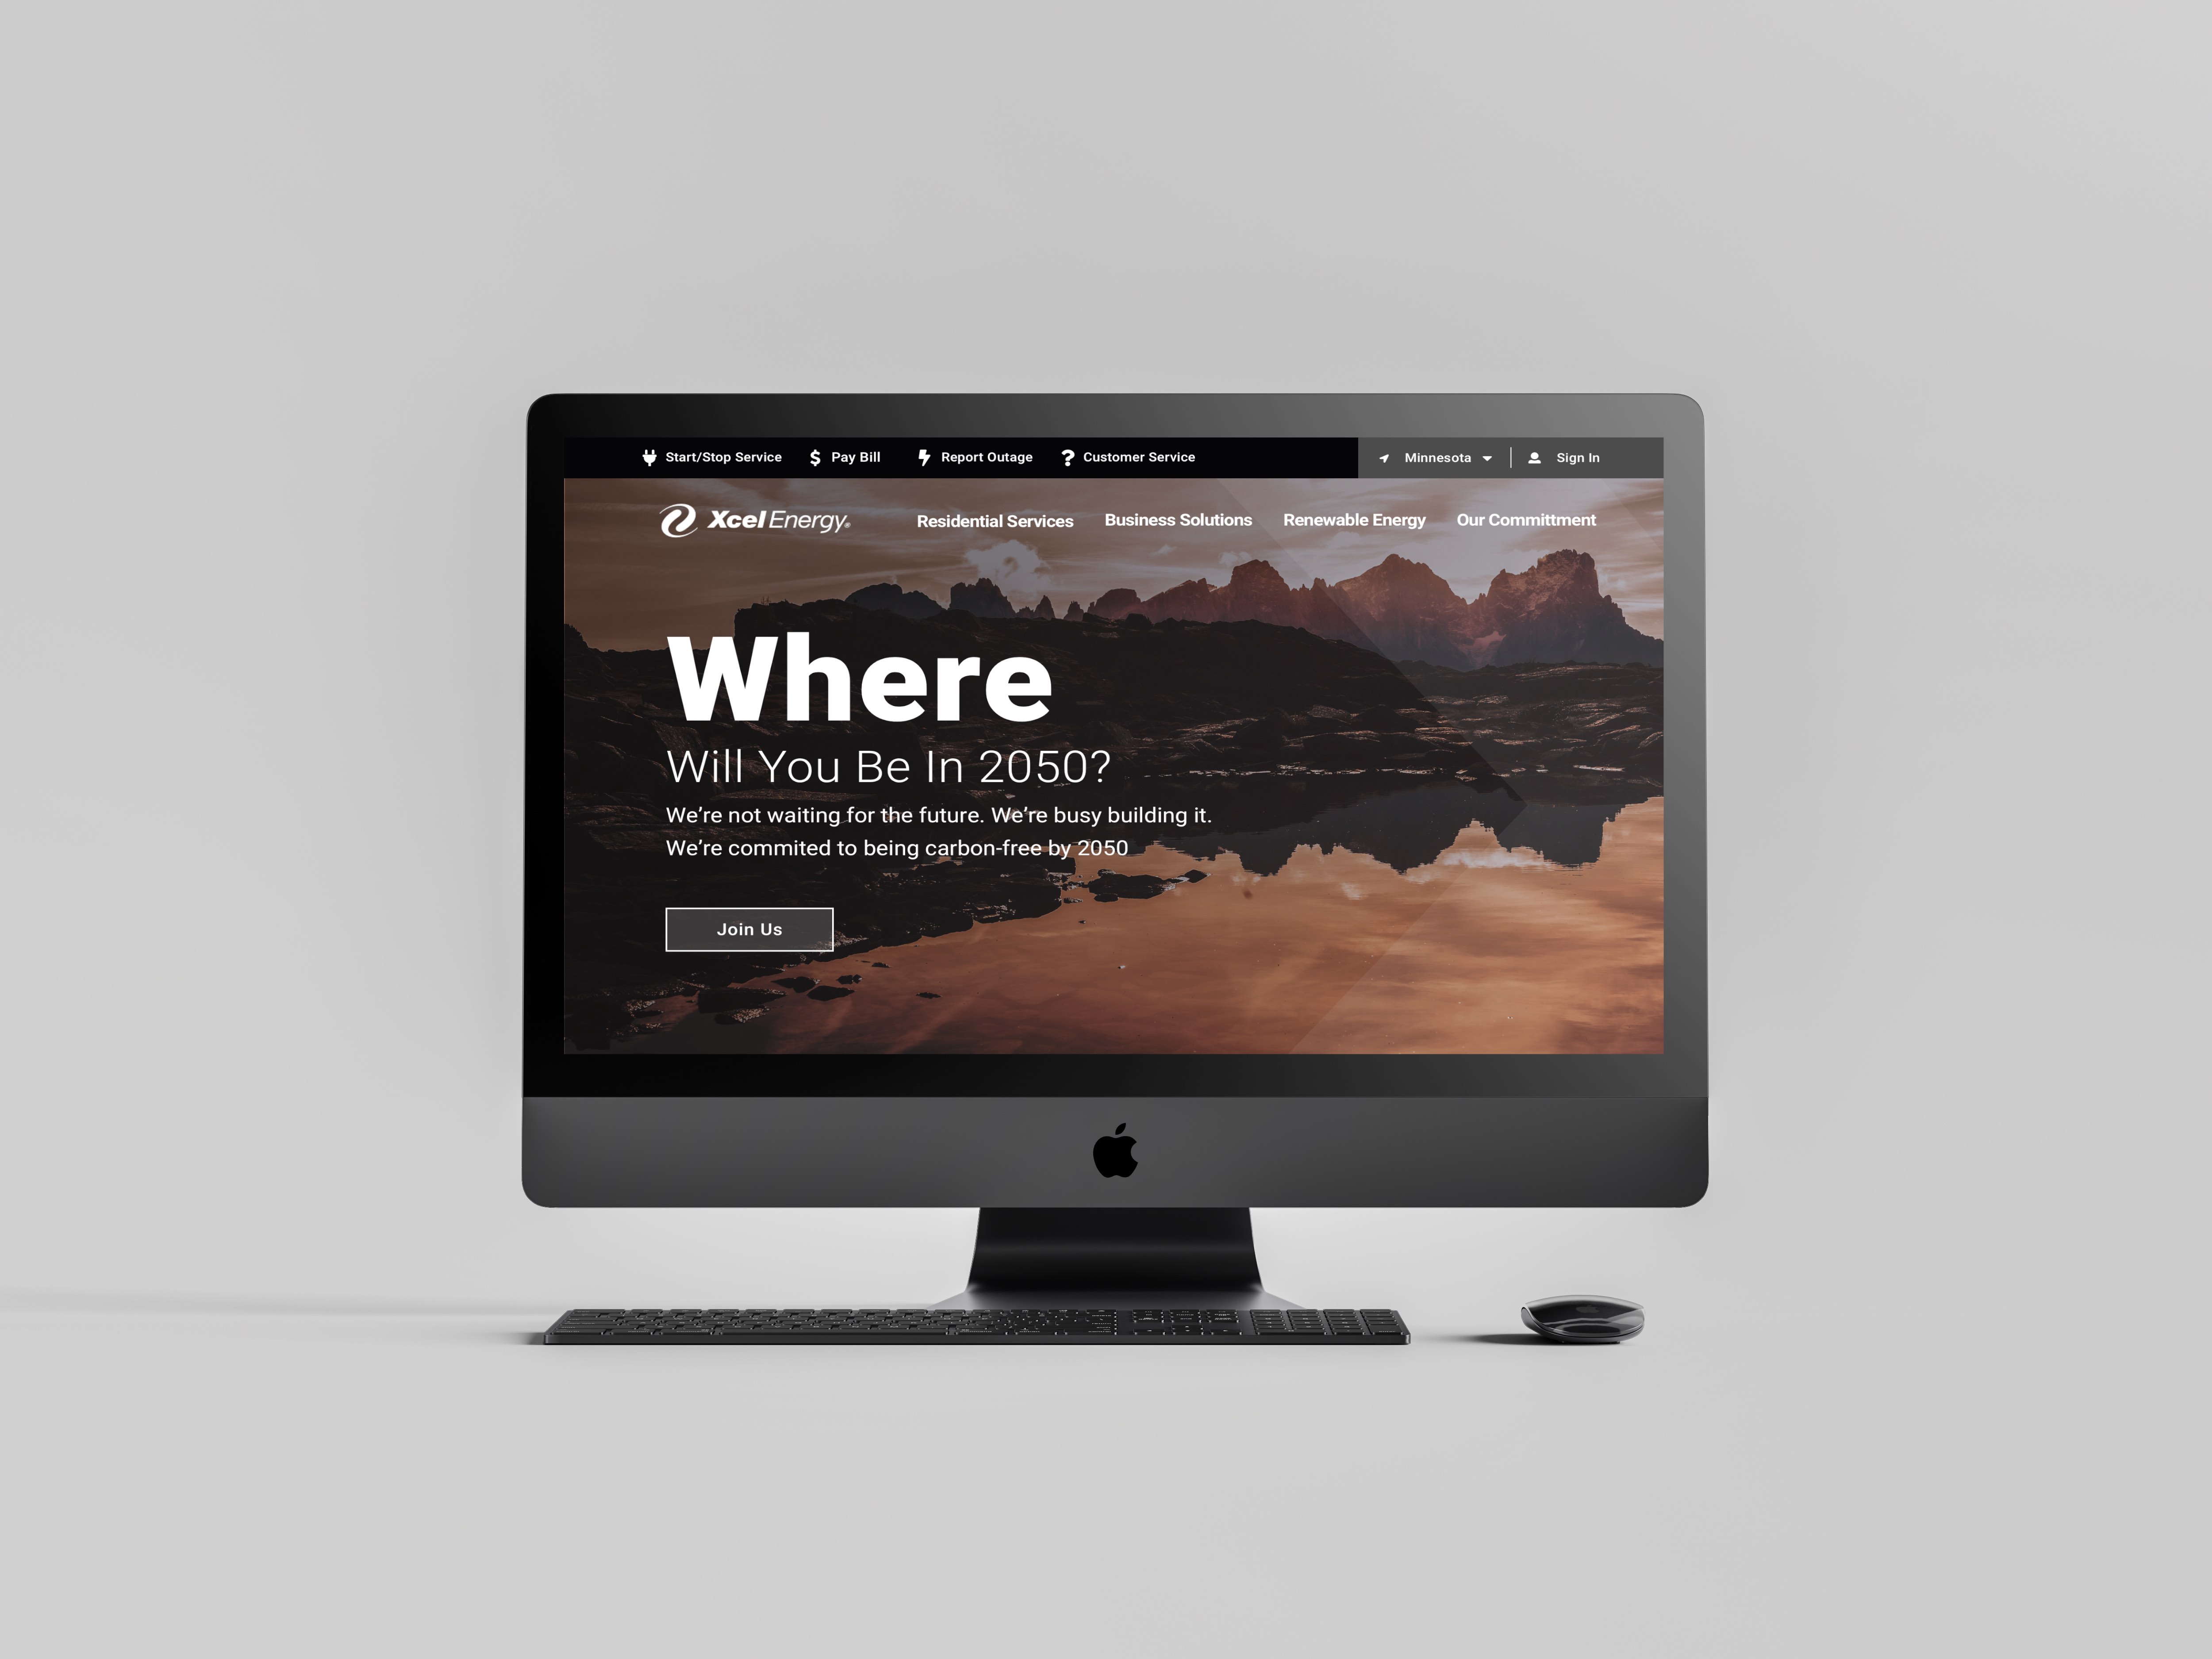 Start/Stop Service Pay Bill Report Outage Customer Service Minnesota Sign In
Xcel Energy® Residential Services Business Solutions Renewable Energy Our Committment
Where
Will You Be In 2050?
We're not waiting for the future. We're busy building it.
We're commited to being carbon-free by 2050
Join Us